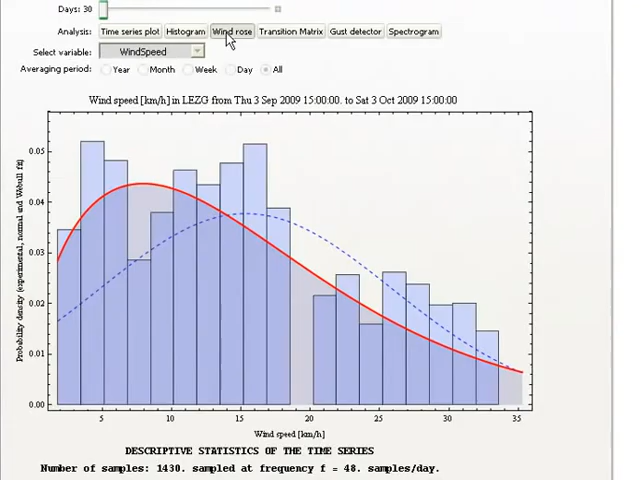 Days: 30
Analysis: Time series plot Histogram Wind rose Transition Matrix Gust detector Spectrogram
Select variable: WindSpeed
Averaging period: Year Month Week Day All
Wind speed [km/h] in LEZG from Thu 3 Sep 2009 15:00:00. to Sat 3 Oct 2009 15:00:00
Probability density (experimental, normal and Weibull fit)
0.05
0.04
0.03
0.02
0.01
0.00
5 10 15 20 25 30 35
Wind speed [km/h]
DESCRIPTIVE STATISTICS OF THE TIME SERIES
Number of samples: 1430. sampled at frequency f = 48. samples/day.